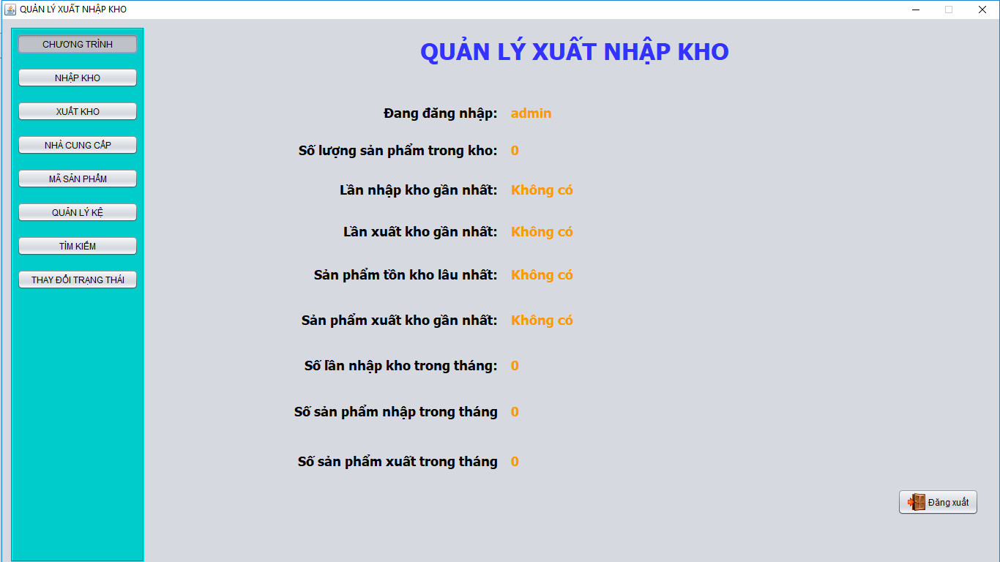 QUẢN LÝ XUẤT NHẬP KHO
CHƯƠNG TRÌNH
NHẬP KHO
XUẤT KHO
NHÀ CUNG CẤP
MÃ SẢN PHẨM
QUẢN LÝ KỆ
TÌM KIẾM
THAY ĐỔI TRẠNG THÁI
QUẢN LÝ XUẤT NHẬP KHO
Đang đăng nhập: admin
Số lượng sản phẩm trong kho: 0
Lần nhập kho gần nhất: Không có
Lần xuất kho gần nhất: Không có
Sản phẩm tồn kho lâu nhất: Không có
Sản phẩm xuất kho gần nhất: Không có
Số lần nhập kho trong tháng: 0
Số sản phẩm nhập trong tháng 0
Số sản phẩm xuất trong tháng 0
Đăng xuất